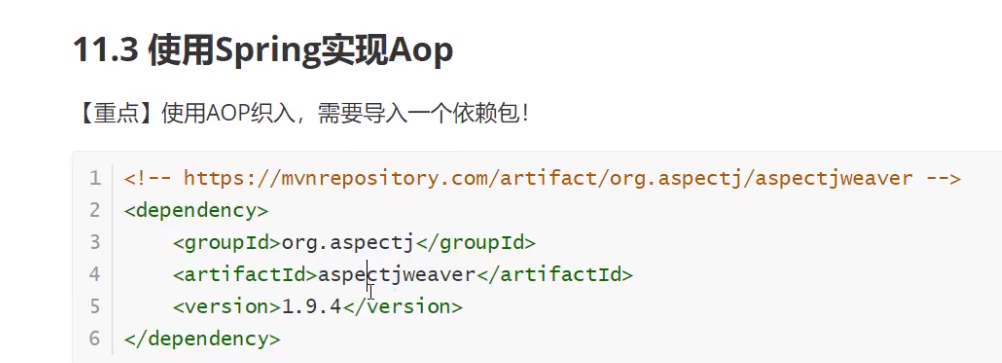 11.3 使用Spring实现Aop
【重点】使用AOP织入，需要导入一个依赖包！
1 <!-- https://mvnrepository.com/artifact/org.aspectj/aspectjweaver -->
2 <dependency>
3     <groupId>org.aspectj</groupId>
4     <artifactId>aspectjweaver</artifactId>
5     <version>1.9.4</version>
6 </dependency>